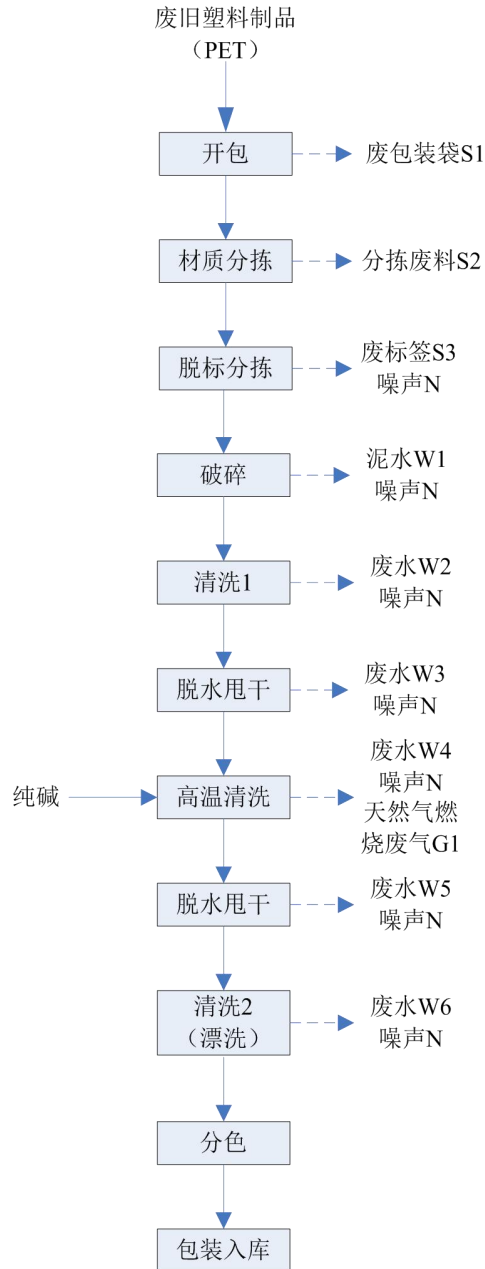 废旧塑料制品
（PET）
开包
废包装袋S1
材质分拣
分拣废料S2
脱标分拣
废标签S3
噪声N
破碎
泥水W1
噪声N
清洗1
废水W2
噪声N
脱水甩干
废水W3
噪声N
纯碱
高温清洗
废水W4
噪声N
天然气燃
烧废气G1
脱水甩干
废水W5
噪声N
清洗2
（漂洗）
废水W6
噪声N
分色
包装入库